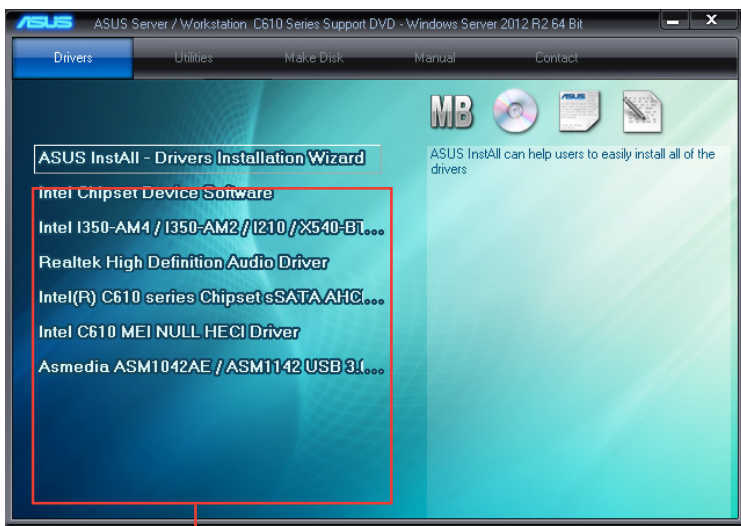 ASUS ASUS Server / Workstation C610 Series Support DVD - Windows Server 2012 R2 64 Bit
Drivers Utilities Make Disk Manual Contact
MB
ASUS
ASUS InstAll - Drivers Installation Wizard
ASUS InstAll can help users to easily install all of the
drivers
Intel Chipset Device Software
Intel I350-AM4 / I350-AM2 / I210 / X540-BT...
Realtek High Definition Audio Driver
Intel(R) C610 series Chipset sSATA AHCI...
Intel C610 MEI NULL HECI Driver
Asmedia ASM1042AE / ASM1142 USB 3.0...